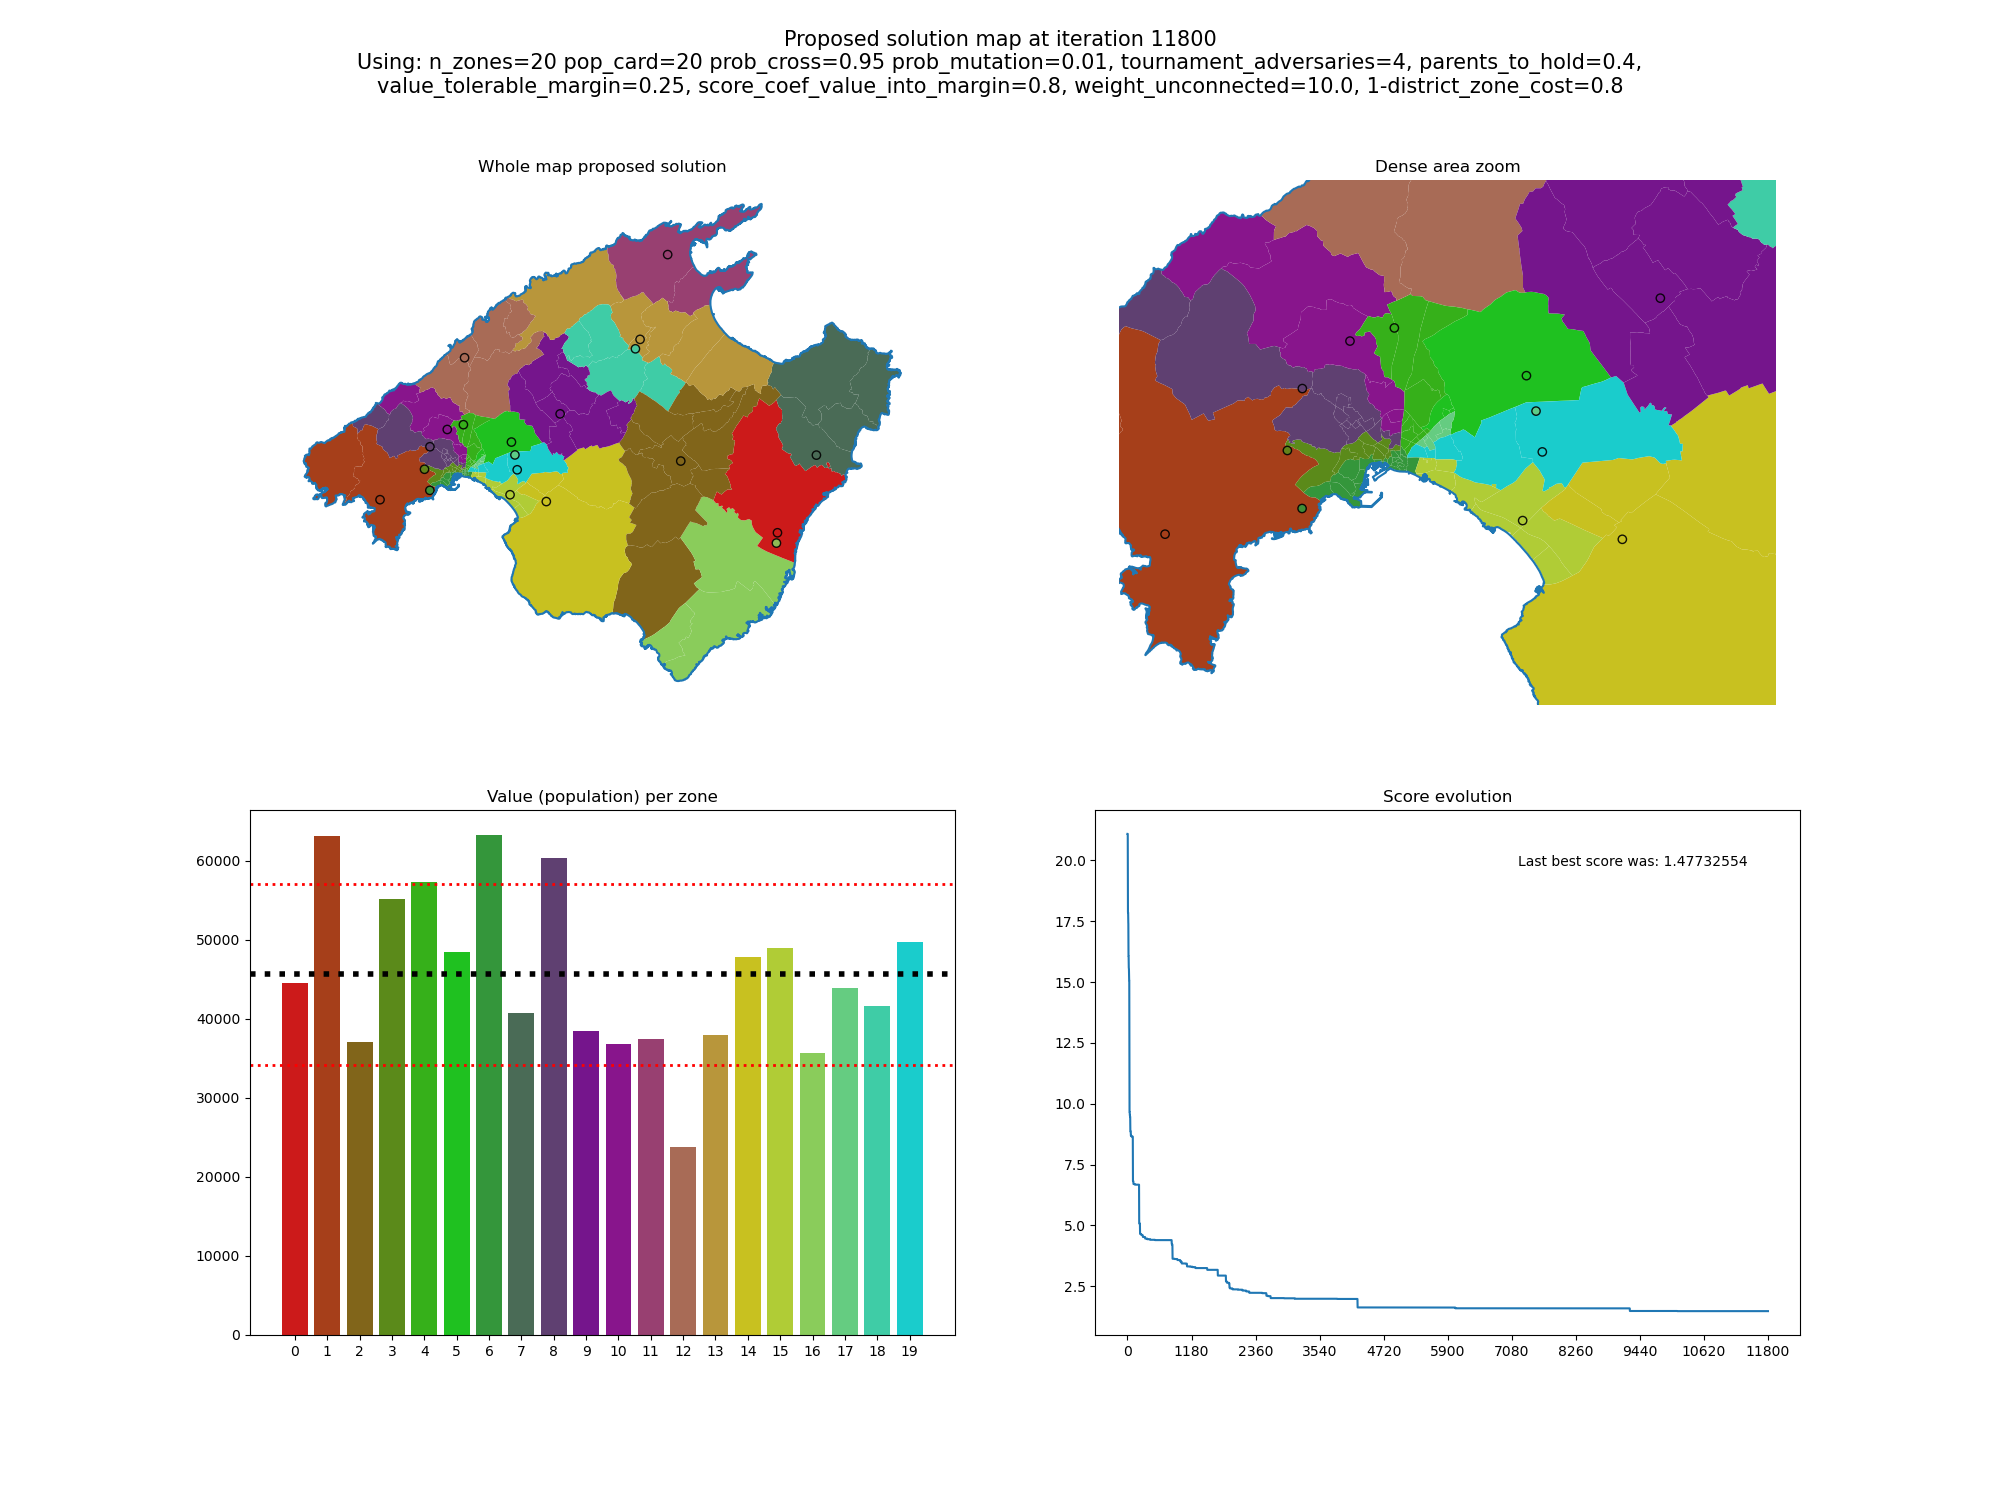 Proposed solution map at iteration 11800
Using: n_zones=20 pop_card=20 prob_cross=0.95 prob_mutation=0.01, tournament_adversaries=4, parents_to_hold=0.4,
value_tolerable_margin=0.25, score_coef_value_into_margin=0.8, weight_unconnected=10.0, 1-district_zone_cost=0.8
Whole map proposed solution
Dense area zoom
Value (population) per zone
60000
50000
40000
30000
20000
10000
0
0 1 2 3 4 5 6 7 8 9 10 11 12 13 14 15 16 17 18 19
Score evolution
Last best score was: 1.47732554
20.0
17.5
15.0
12.5
10.0
7.5
5.0
2.5
0 1180 2360 3540 4720 5900 7080 8260 9440 10620 11800